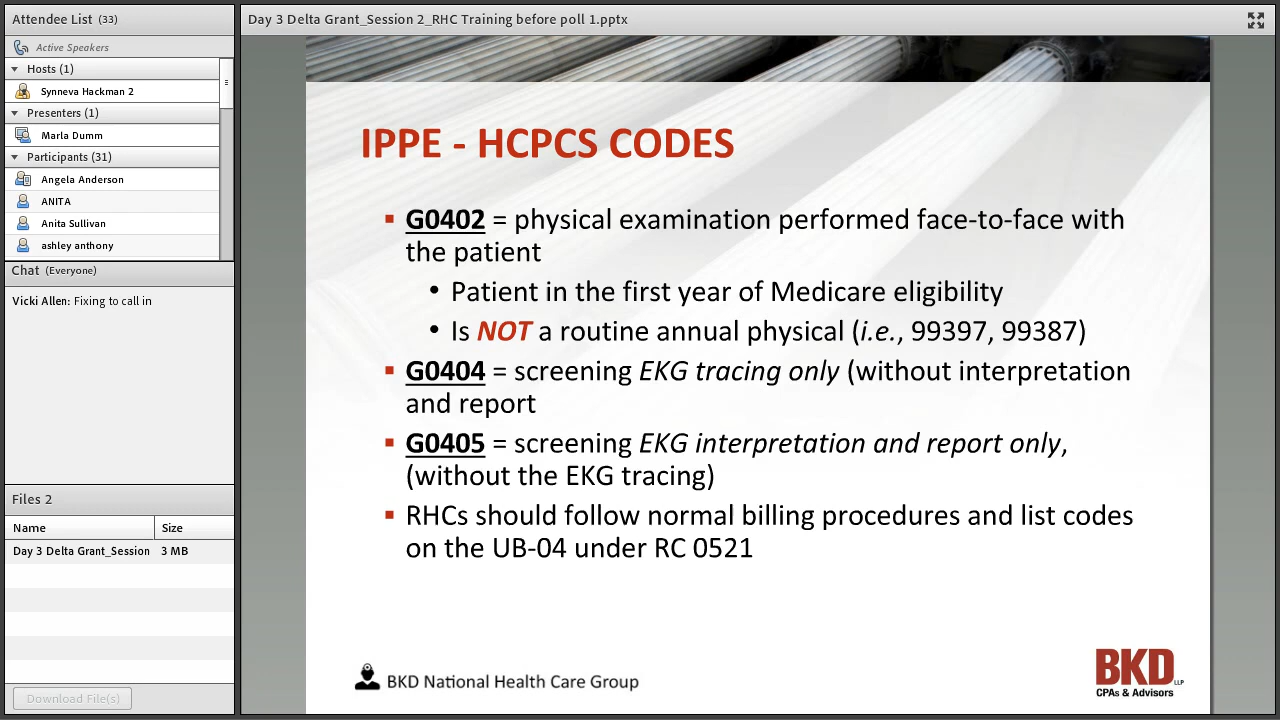 Attendee List (33)
Active Speakers
Hosts (1)
Synneva Hackman 2
Presenters (1)
Marla Dumm
Participants (31)
Angela Anderson
ANITA
Anita Sullivan
ashley anthony
Chat (Everyone)
Vicki Allen: Fixing to call in
Files 2
Name Size
Day 3 Delta Grant_Session 3 MB
Download File(s)
Day 3 Delta Grant_Session 2_RHC Training before poll 1.pptx
IPPE - HCPCS CODES
▪ G0402 = physical examination performed face-to-face with
the patient
• Patient in the first year of Medicare eligibility
• Is NOT a routine annual physical (i.e., 99397, 99387)
▪ G0404 = screening EKG tracing only (without interpretation
and report
▪ G0405 = screening EKG interpretation and report only,
(without the EKG tracing)
▪ RHCs should follow normal billing procedures and list codes
on the UB-04 under RC 0521
BKD National Health Care Group
BKD LLP
CPAs & Advisors